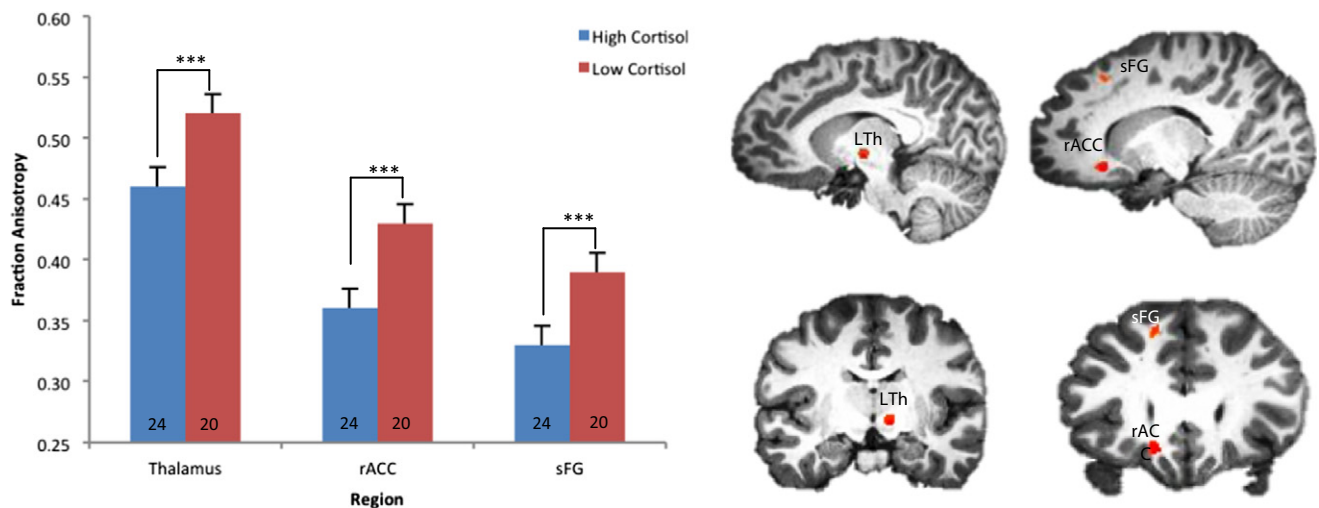 0.60
0.55
0.50
0.45
0.40
0.35
0.30
0.25
Fraction Anisotropy
High Cortisol
Low Cortisol
***
***
***
24
20
24
20
24
20
Thalamus
rACC
sFG
Region
LTh
sFG
rACC
LTh
sFG
rAC
C